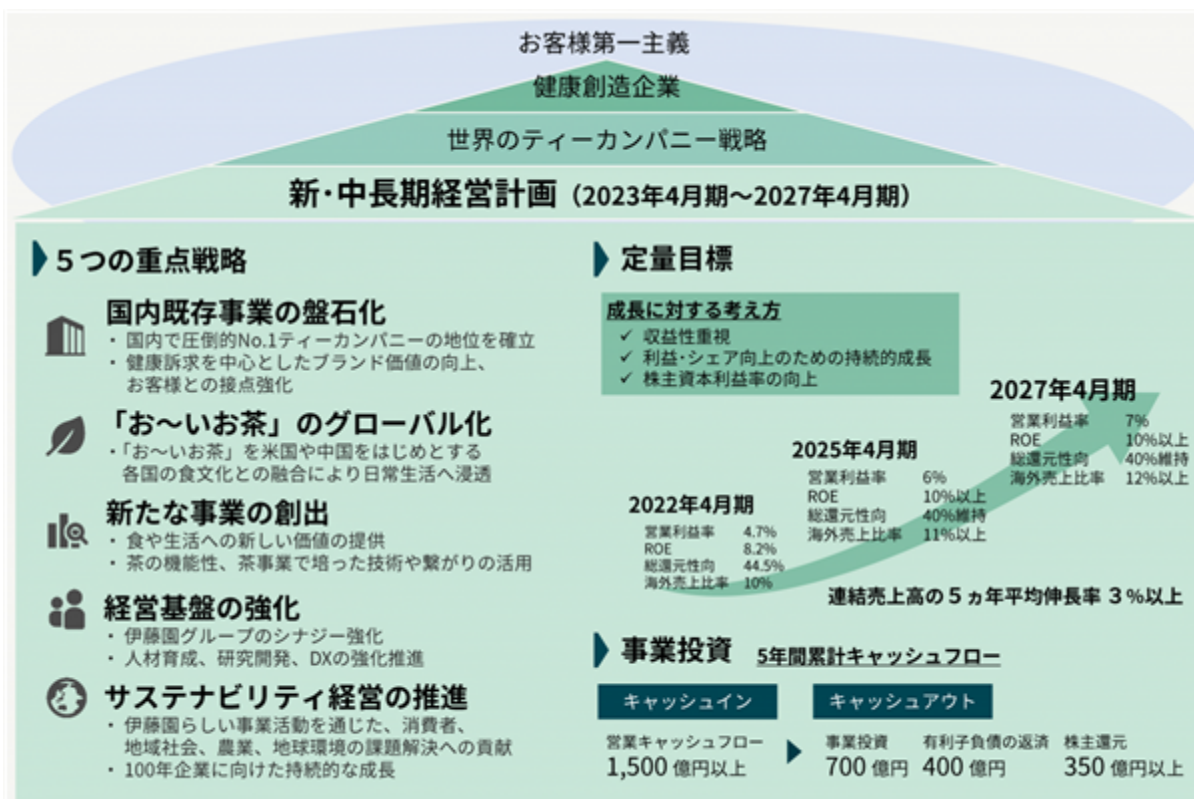 お客様第一主義
健康創造企業
世界のティーカンパニー戦略
新・中長期経営計画（2023年4月期～2027年4月期）
５つの重点戦略
国内既存事業の盤石化
・国内で圧倒的No.1ティーカンパニーの地位を確立
・健康訴求を中心としたブランド価値の向上、
お客様との接点強化
「お～いお茶」のグローバル化
・「お～いお茶」を米国や中国をはじめとする
各国の食文化との融合により日常生活へ浸透
新たな事業の創出
・食や生活への新しい価値の提供
・茶の機能性、茶事業で培った技術や繋がりの活用
経営基盤の強化
・伊藤園グループのシナジー強化
・人材育成、研究開発、DXの強化推進
サステナビリティ経営の推進
・伊藤園らしい事業活動を通じた、消費者、
地域社会、農業、地球環境の課題解決への貢献
・100年企業に向けた持続的な成長
定量目標
成長に対する考え方
✓ 収益性重視
✓ 利益・シェア向上のための持続的成長
✓ 株主資本利益率の向上
2022年4月期
営業利益率 4.7%
ROE 8.2%
総還元性向 44.5%
海外売上比率 10%
2025年4月期
営業利益率 6%
ROE 10%以上
総還元性向 40%維持
海外売上比率 11%以上
2027年4月期
営業利益率 7%
ROE 10%以上
総還元性向 40%維持
海外売上比率 12%以上
連結売上高の５ヵ年平均伸長率 ３%以上
事業投資 5年間累計キャッシュフロー
キャッシュイン
営業キャッシュフロー
1,500 億円以上
キャッシュアウト
事業投資 有利子負債の返済 株主還元
700 億円 400 億円 350 億円以上